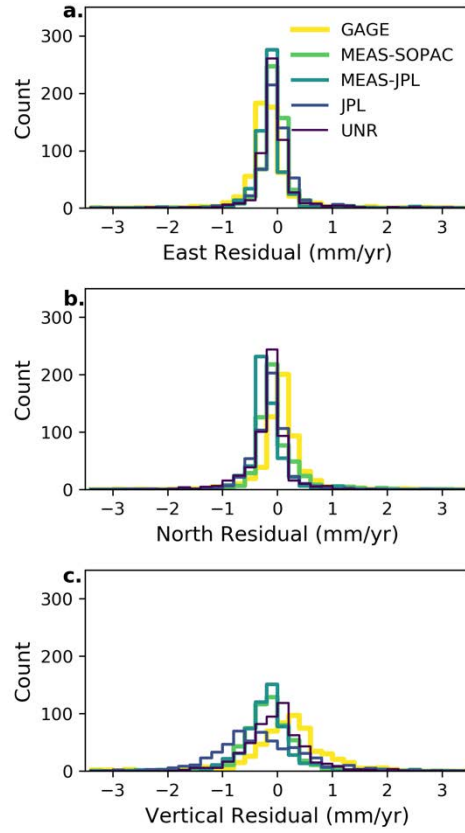 a.
300
200
100
0
Count
GAGE
MEAS-SOPAC
MEAS-JPL
JPL
UNR
−3 −2 −1 0 1 2 3
East Residual (mm/yr)
b.
300
200
100
0
Count
−3 −2 −1 0 1 2 3
North Residual (mm/yr)
c.
300
200
100
0
Count
−3 −2 −1 0 1 2 3
Vertical Residual (mm/yr)